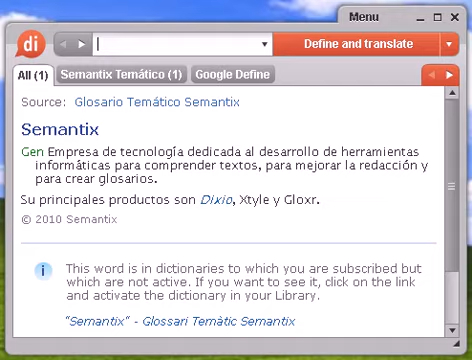 Menu
di
Define and translate
All (1)
Semantix Temático (1)
Google Define
Source: Glosario Temático Semantix
Semantix
Gen Empresa de tecnología dedicada al desarrollo de herramientas
informáticas para comprender textos, para mejorar la redacción y
para crear glosarios.
Su principales producton son Dixio, Xtyle y Gloxr.
© 2010 Semantix
i
This word is in dictionaries to which you are subscribed but
which are not active. If you want to see it, click on the link
and activate the dictionary in your Library.
"Semantix" - Glossari Temàtic Semantix